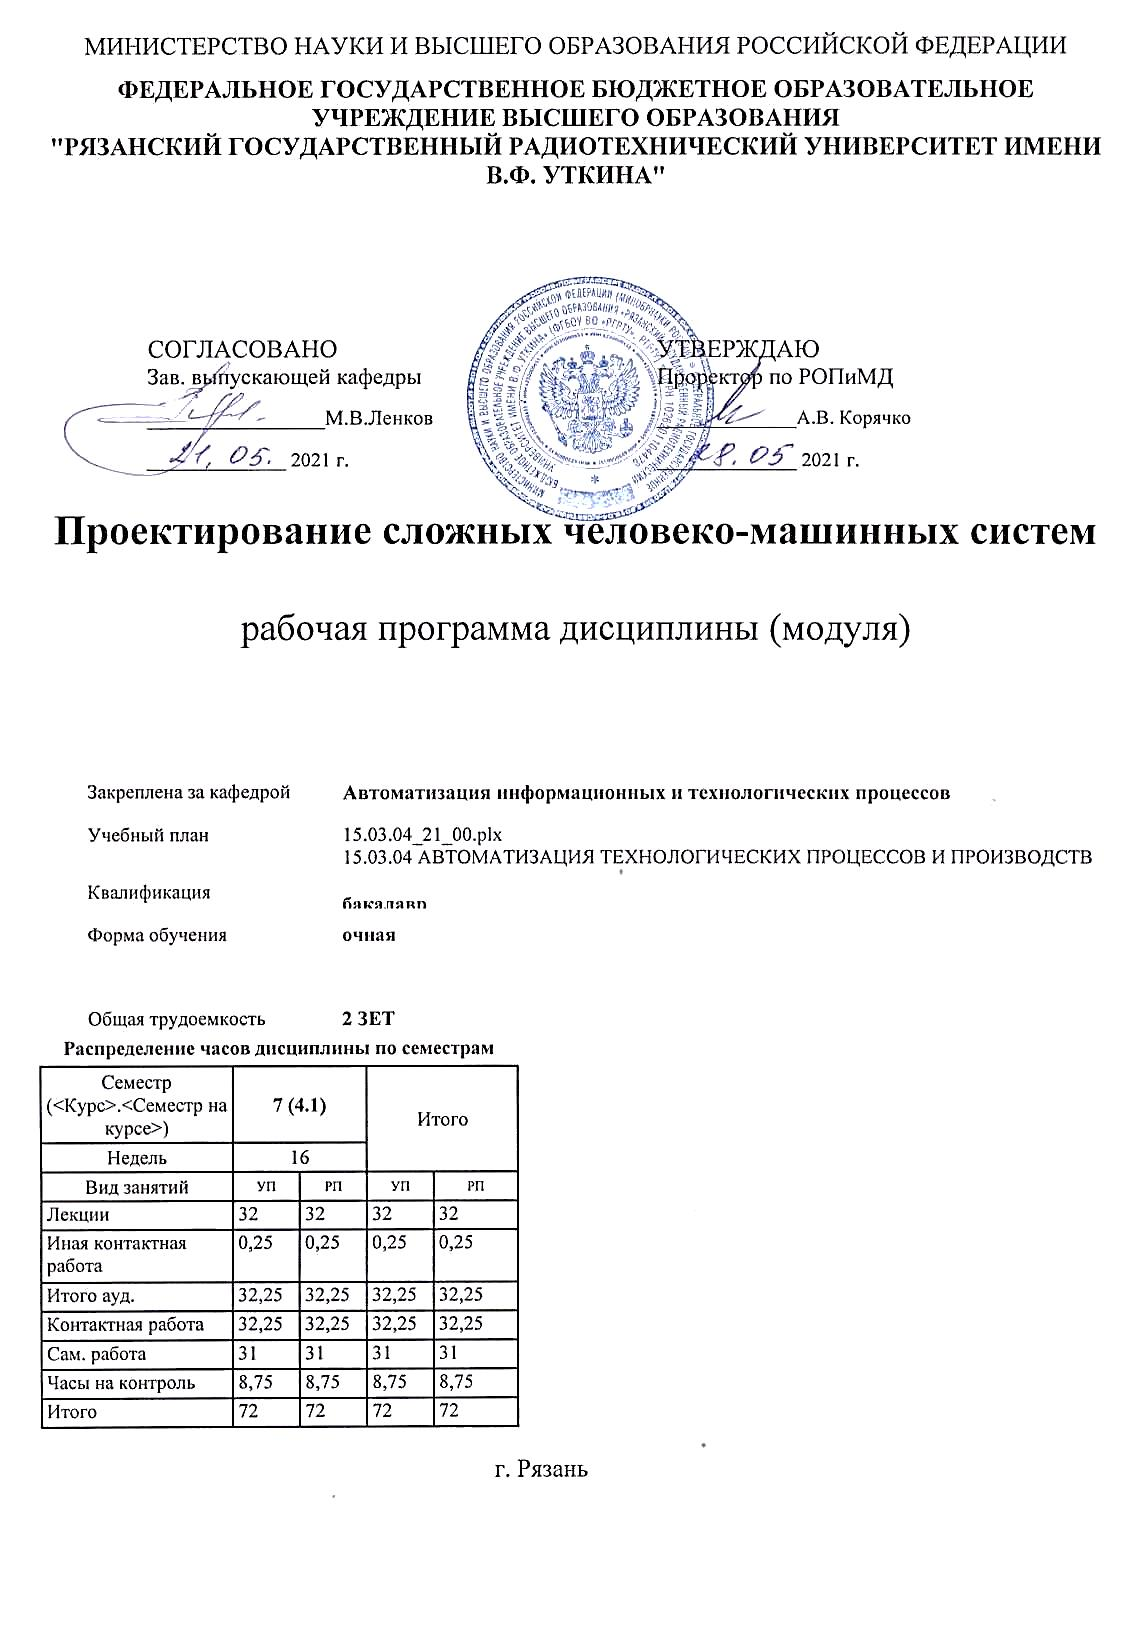 МИНИСТЕРСТВО НАУКИ И ВЫСШЕГО ОБРАЗОВАНИЯ РОССИЙСКОЙ ФЕДЕРАЦИИ
ФЕДЕРАЛЬНОЕ ГОСУДАРСТВЕННОЕ БЮДЖЕТНОЕ ОБРАЗОВАТЕЛЬНОЕ
УЧРЕЖДЕНИЕ ВЫСШЕГО ОБРАЗОВАНИЯ
"РЯЗАНСКИЙ ГОСУДАРСТВЕННЫЙ РАДИОТЕХНИЧЕСКИЙ УНИВЕРСИТЕТ ИМЕНИ
В.Ф. УТКИНА"
СОГЛАСОВАНО
Зав. выпускающей кафедры
М.В.Ленков
21.05. 2021 г.
УТВЕРЖДАЮ
Проректор по РОПиМД
А.В. Корячко
28.05 2021 г.
Проектирование сложных человеко-машинных систем
рабочая программа дисциплины (модуля)
Закреплена за кафедрой Автоматизация информационных и технологических процессов
Учебный план 15.03.04_21_00.plx
15.03.04 АВТОМАТИЗАЦИЯ ТЕХНОЛОГИЧЕСКИХ ПРОЦЕССОВ И ПРОИЗВОДСТВ
Квалификация бакалавр
Форма обучения очная
Общая трудоемкость 2 ЗЕТ
Распределение часов дисциплины по семестрам
Семестр
(<Курс>.<Семестр на
курсе>) 7 (4.1) Итого
Недель 16
Вид занятий УП РП УП РП
Лекции 32 32 32 32
Иная контактная
работа 0,25 0,25 0,25 0,25
Итого ауд. 32,25 32,25 32,25 32,25
Контактная работа 32,25 32,25 32,25 32,25
Сам. работа 31 31 31 31
Часы на контроль 8,75 8,75 8,75 8,75
Итого 72 72 72 72
г. Рязань